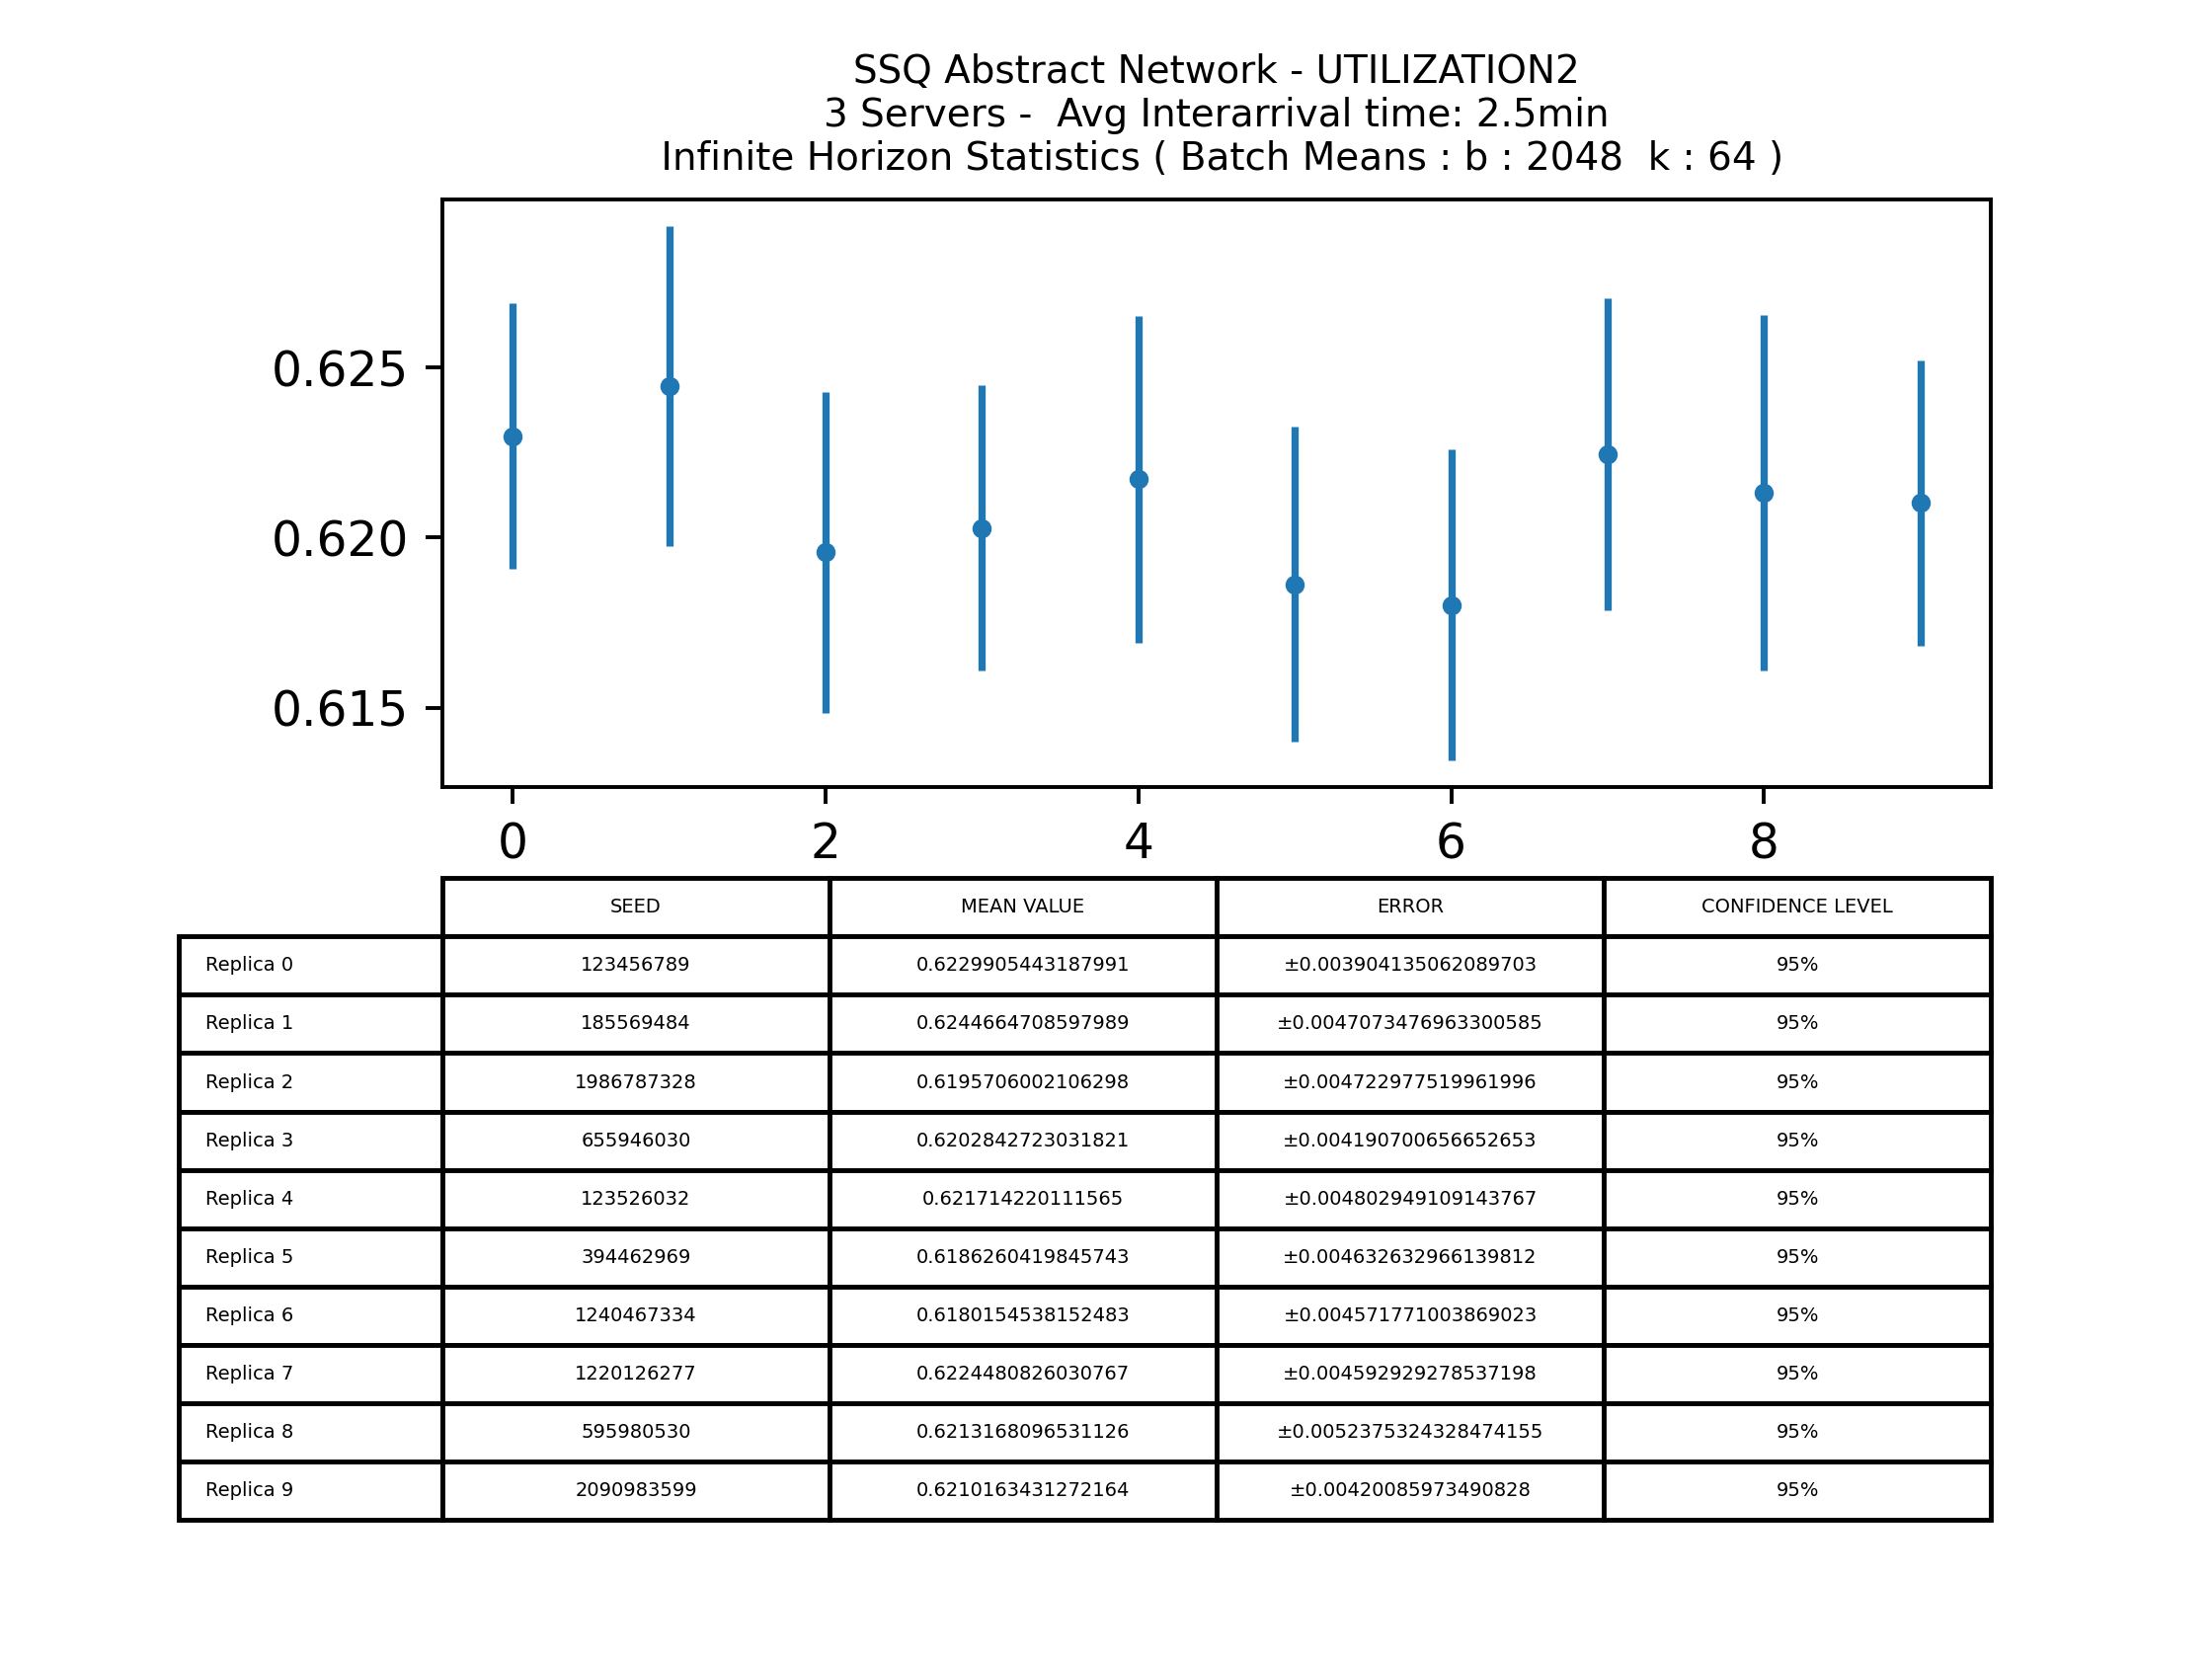 SSQ Abstract Network - UTILIZATION2
3 Servers -  Avg Interarrival time: 2.5min
Infinite Horizon Statistics ( Batch Means : b : 2048  k : 64 )
0.625
0.620
0.615
0 2 4 6 8
SEED MEAN VALUE ERROR CONFIDENCE LEVEL
Replica 0 123456789 0.6229905443187991 ±0.003904135062089703 95%
Replica 1 185569484 0.6244664708597989 ±0.0047073476963300585 95%
Replica 2 1986787328 0.6195706002106298 ±0.004722977519961996 95%
Replica 3 655946030 0.6202842723031821 ±0.004190700656652653 95%
Replica 4 123526032 0.621714220111565 ±0.004802949109143767 95%
Replica 5 394462969 0.6186260419845743 ±0.004632632966139812 95%
Replica 6 1240467334 0.6180154538152483 ±0.004571771003869023 95%
Replica 7 1220126277 0.6224480826030767 ±0.004592929278537198 95%
Replica 8 595980530 0.6213168096531126 ±0.0052375324328474155 95%
Replica 9 2090983599 0.6210163431272164 ±0.00420085973490828 95%